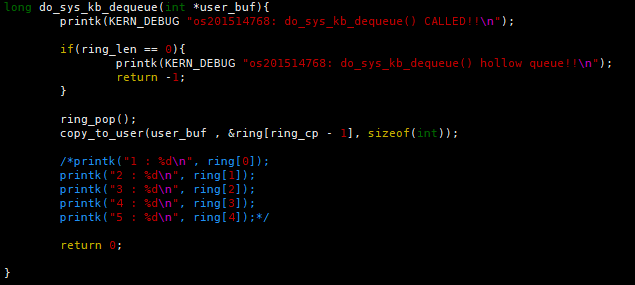 long do_sys_kb_dequeue(int *user_buf){
printk(KERN_DEBUG "os201514768: do_sys_kb_dequeue() CALLED!!\n");
if(ring_len == 0){
printk(KERN_DEBUG "os201514768: do_sys_kb_dequeue() hollow queue!!\n");
return -1;
}
ring_pop();
copy_to_user(user_buf , &ring[ring_cp - 1], sizeof(int));
/*printk("1 : %d\n", ring[0]);
printk("2 : %d\n", ring[1]);
printk("3 : %d\n", ring[2]);
printk("4 : %d\n", ring[3]);
printk("5 : %d\n", ring[4]);*/
return 0;
}